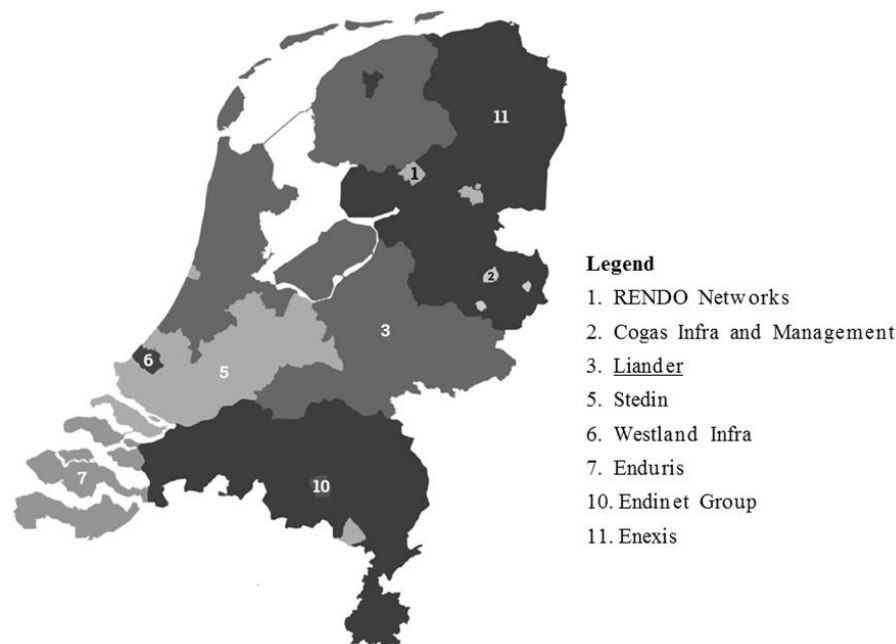 11
1
2
3
6
5
7
10
Legend
1. RENDO Networks
2. Cogas Infra and Management
3. Liander
5. Stedin
6. Westland Infra
7. Enduris
10. Endinet Group
11. Enexis